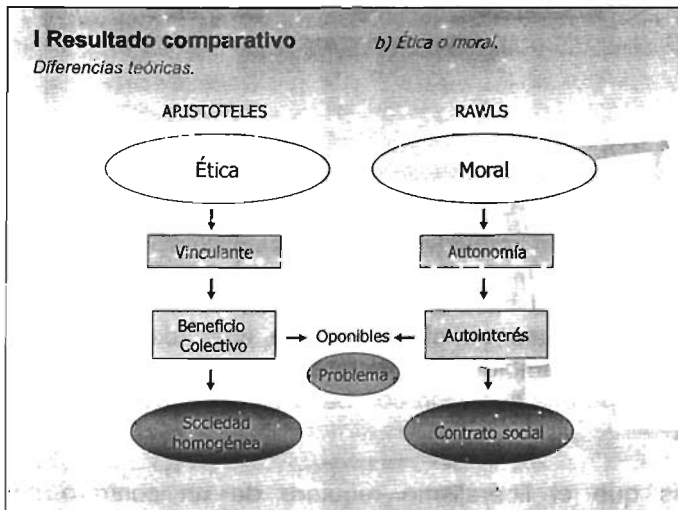 I Resultado comparativo
b) Ética o moral.
Diferencias teóricas.
ARISTOTELES
RAWLS
Ética
Moral
Vinculante
Autonomía
Beneficio
Colectivo
Oponibles
Autointerés
Problema
Sociedad
homogénea
Contrato social